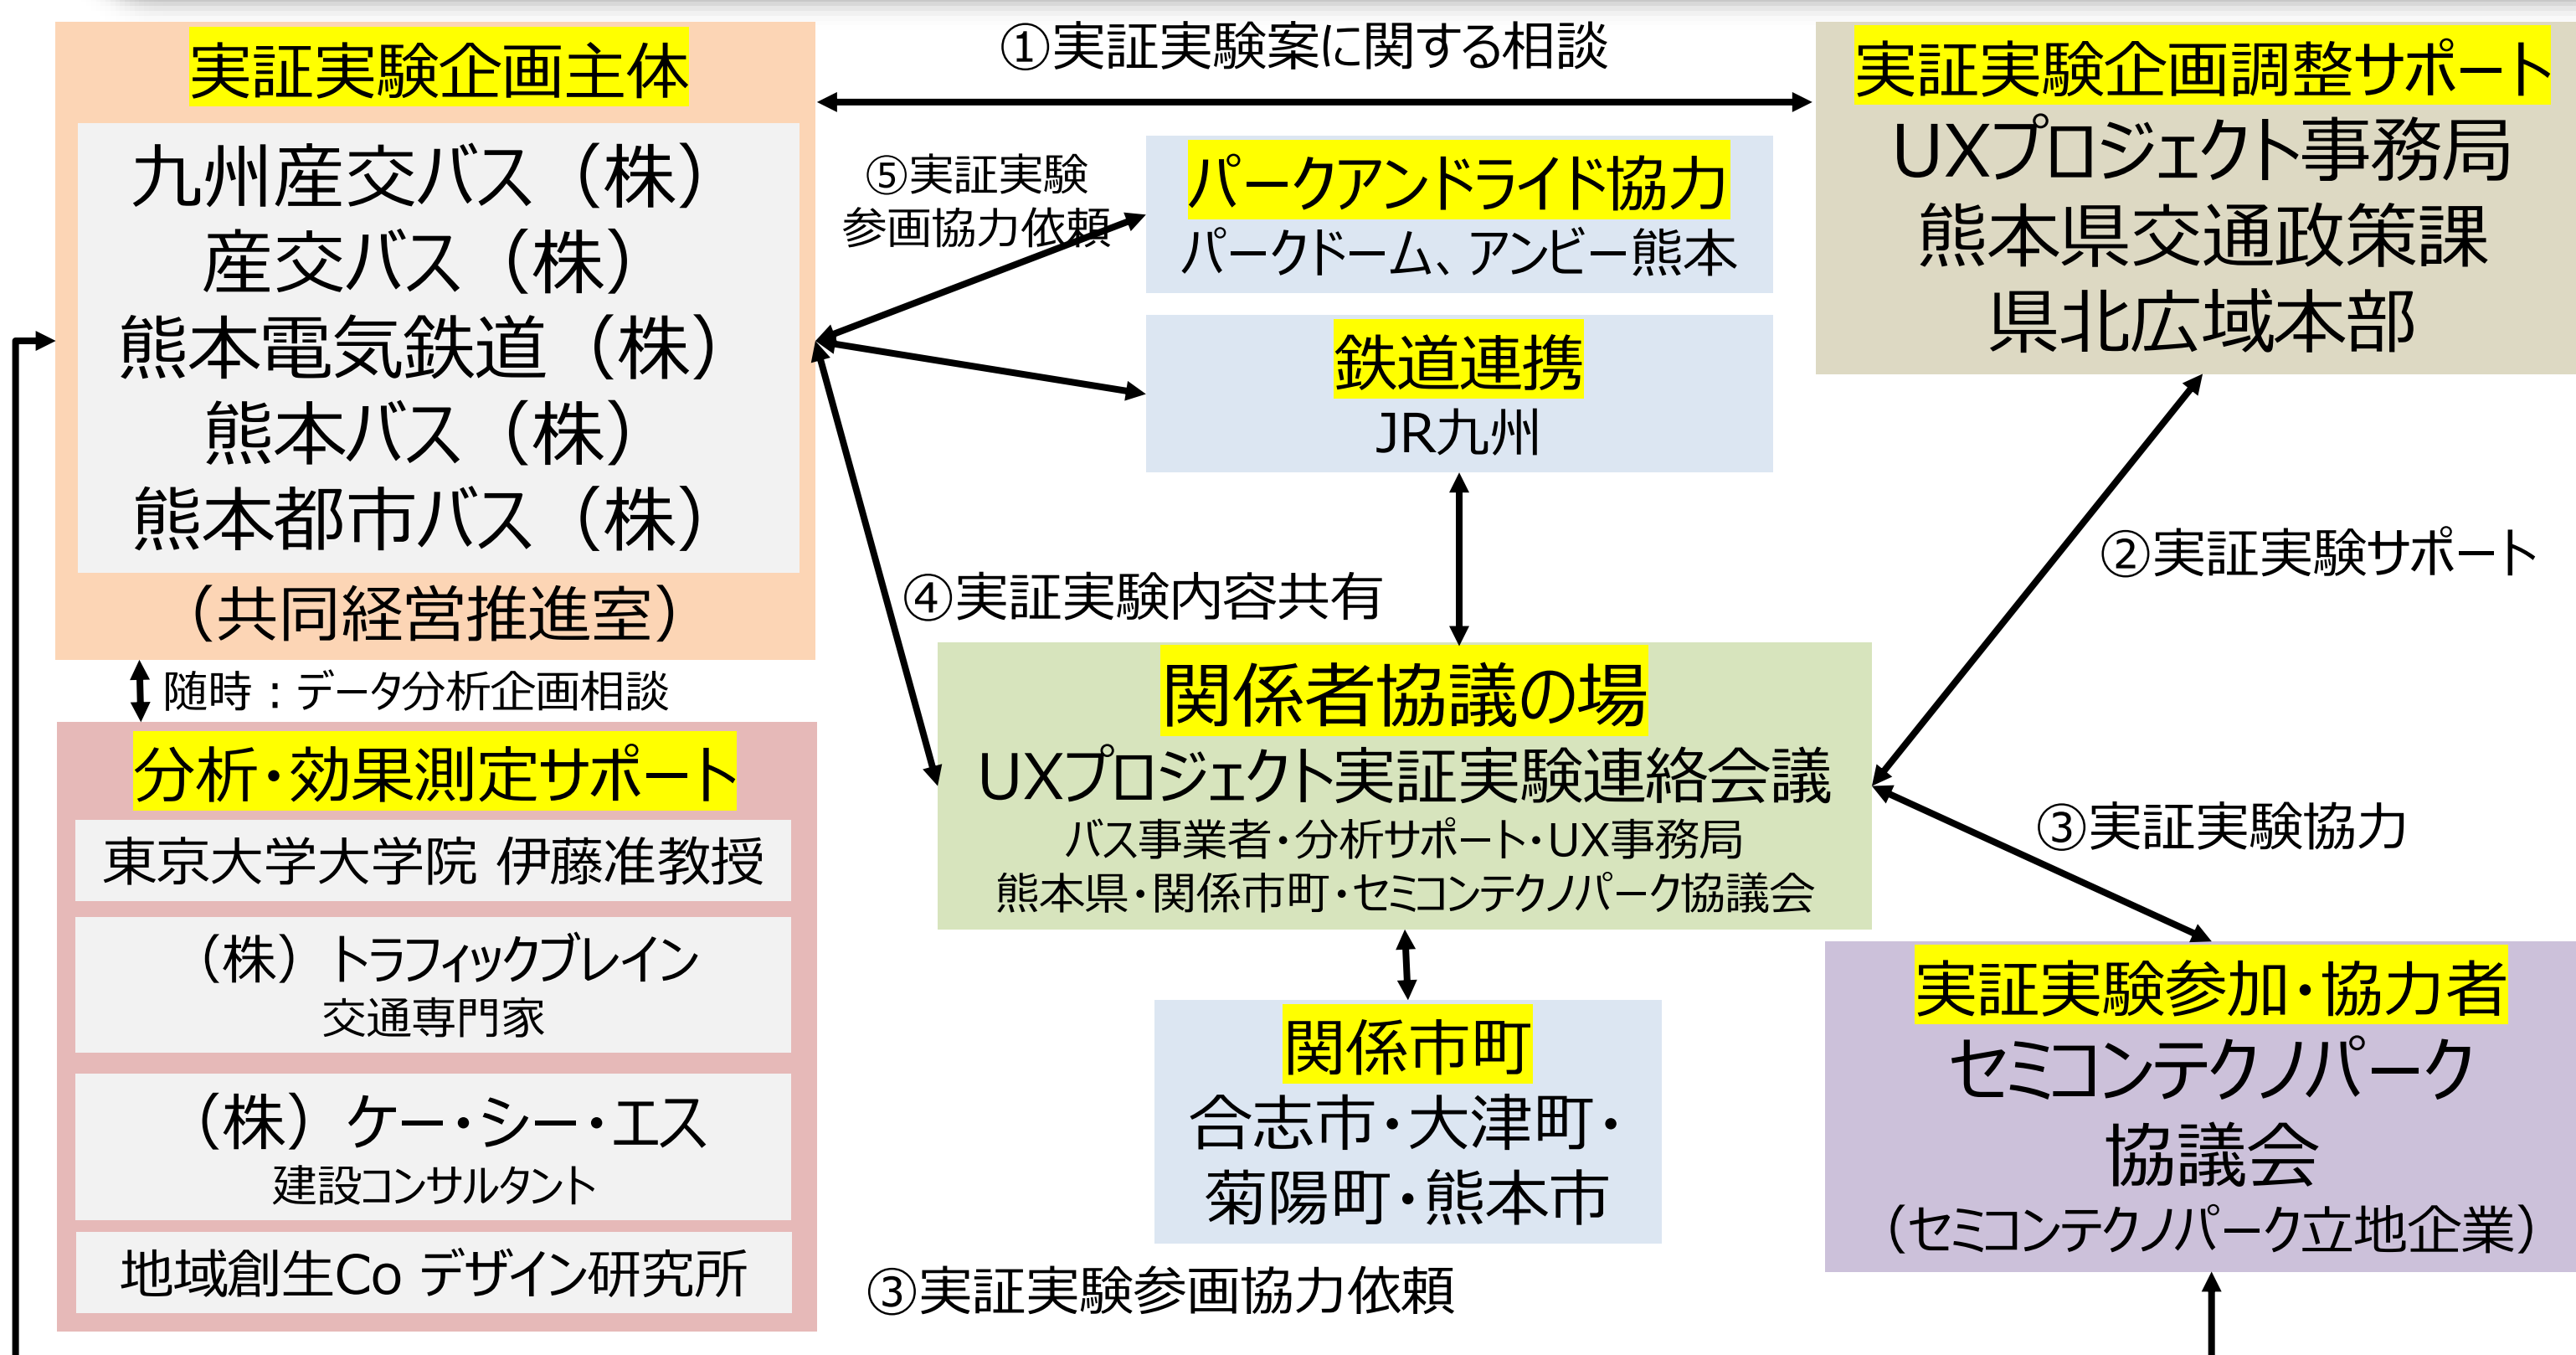 実証実験企画主体
九州産交バス（株）
産交バス（株）
熊本電気鉄道（株）
熊本バス（株）
熊本都市バス（株）
（共同経営推進室）
①実証実験案に関する相談
実証実験企画調整サポート
UXプロジェクト事務局
熊本県交通政策課
県北広域本部
⑤実証実験
参画協力依頼
パークアンドライド協力
パークドーム、アンビー熊本
鉄道連携
JR九州
②実証実験サポート
④実証実験内容共有
随時：データ分析企画相談
関係者協議の場
UXプロジェクト実証実験連絡会議
バス事業者・分析サポート・UX事務局
熊本県・関係市町・セミコンテクノパーク協議会
③実証実験協力
分析・効果測定サポート
東京大学大学院 伊藤准教授
（株）トラフィックブレイン
交通専門家
（株）ケー・シー・エス
建設コンサルタント
地域創生Co デザイン研究所
関係市町
合志市・大津町・
菊陽町・熊本市
実証実験参加・協力者
セミコンテクノパーク
協議会
（セミコンテクノパーク立地企業）
③実証実験参画協力依頼